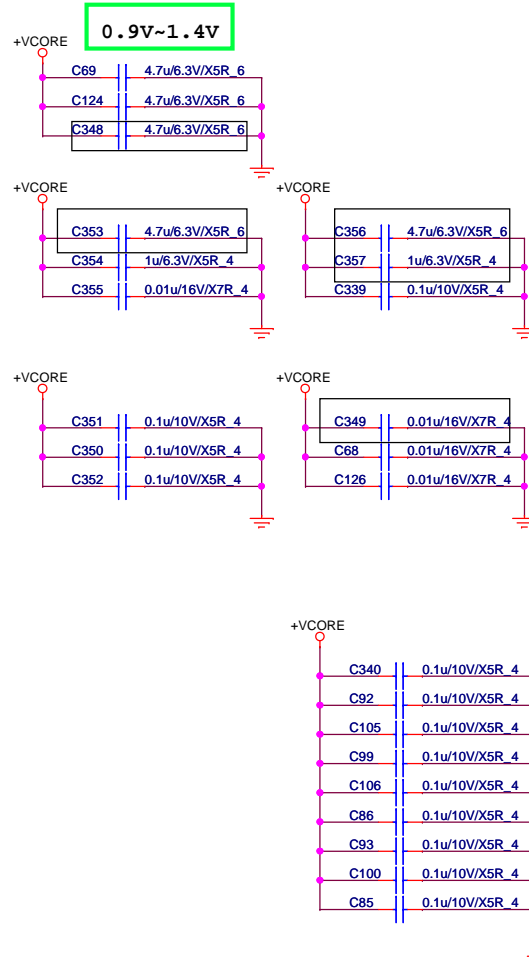 0.9V~1.4V
+VCORE
C69 4.7u/6.3V/X5R_6
C124 4.7u/6.3V/X5R_6
C348 4.7u/6.3V/X5R_6
+VCORE
C353 4.7u/6.3V/X5R_6
C354 1u/6.3V/X5R_4
C355 0.01u/16V/X7R_4
+VCORE
C356 4.7u/6.3V/X5R_6
C357 1u/6.3V/X5R_4
C339 0.1u/10V/X5R_4
+VCORE
C351 0.1u/10V/X5R_4
C350 0.1u/10V/X5R_4
C352 0.1u/10V/X5R_4
+VCORE
C349 0.01u/16V/X7R_4
C68 0.01u/16V/X7R_4
C126 0.01u/16V/X7R_4
+VCORE
C340 0.1u/10V/X5R_4
C92 0.1u/10V/X5R_4
C105 0.1u/10V/X5R_4
C99 0.1u/10V/X5R_4
C106 0.1u/10V/X5R_4
C86 0.1u/10V/X5R_4
C93 0.1u/10V/X5R_4
C100 0.1u/10V/X5R_4
C85 0.1u/10V/X5R_4